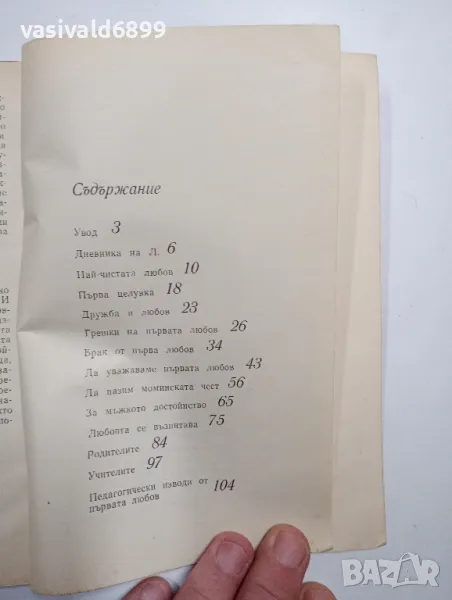 vasivald6899
Съдържание
Увод 3
Дневника на Л. 6
Най-чистата любов 10
Първа целувка 18
Дружба и любов 23
Грешки на първата любов 26
Брак от първа любов 34
Да уважаваме първата любов 43
Да пазим моминската чест 56
За мъжкото достойнство 65
Любовта се възпитава 75
Родителите 84
Учителите 97
Педагогически изводи от 104
първата любов
BAZAR